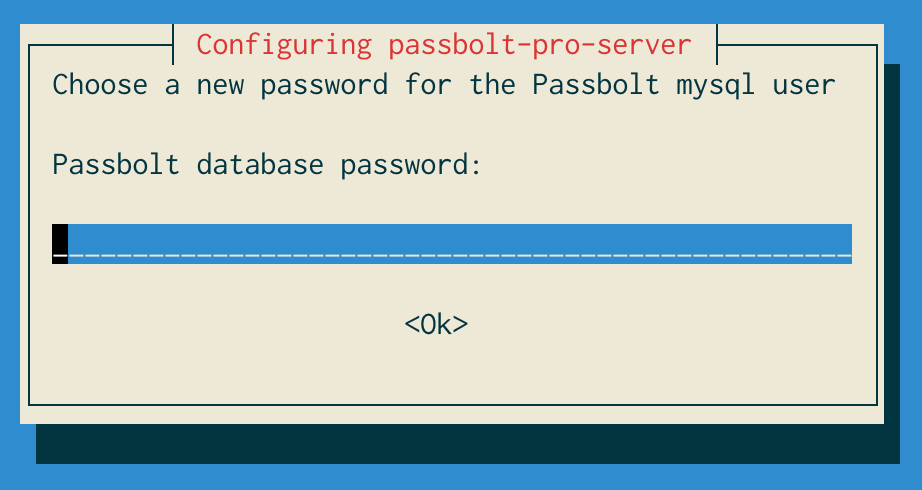 Configuring passbolt-pro-server
Choose a new password for the Passbolt mysql user
Passbolt database password:
<Ok>